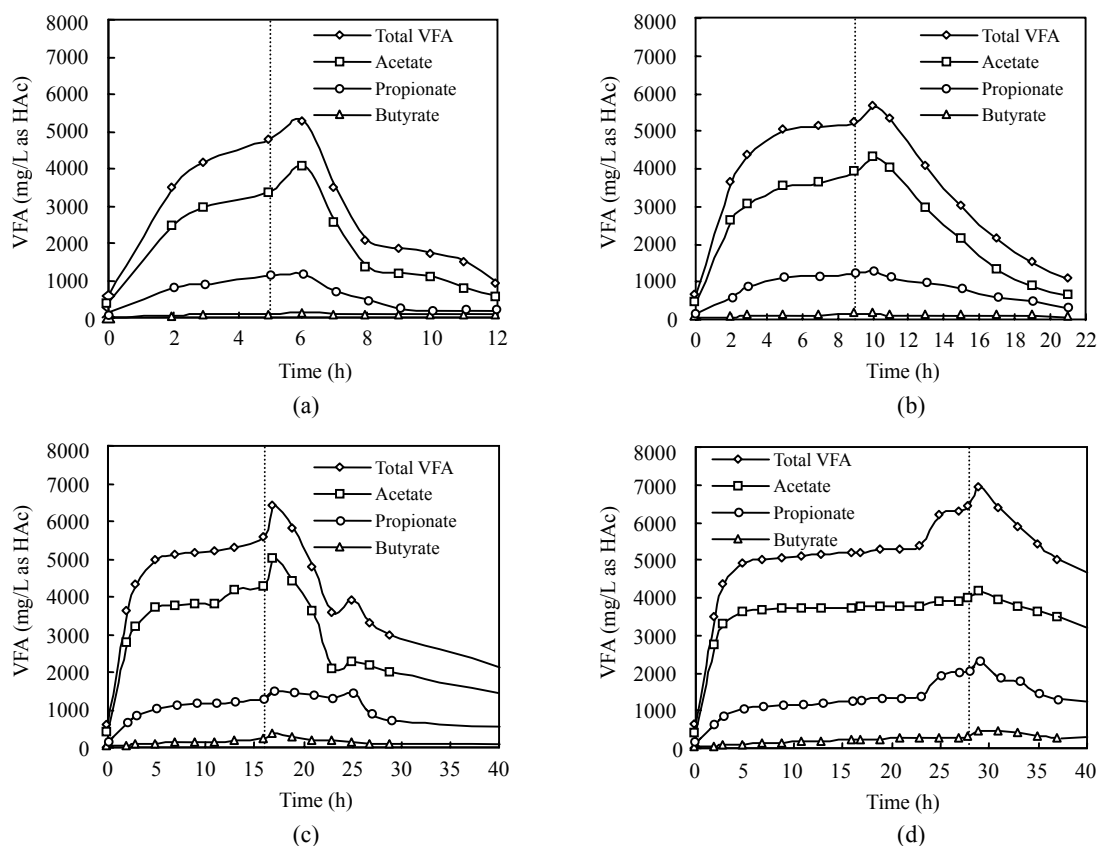 8000
7000
6000
5000
4000
3000
2000
1000
0
VFA (mg/L as HAc)
Total VFA
Acetate
Propionate
Butyrate
0 2 4 6 8 10 12
Time (h)
(a)
8000
7000
6000
5000
4000
3000
2000
1000
0
VFA (mg/L as HAc)
Total VFA
Acetate
Propionate
Butyrate
0 2 4 6 8 10 12 14 16 18 20 22
Time (h)
(b)
8000
7000
6000
5000
4000
3000
2000
1000
0
VFA (mg/L as HAc)
Total VFA
Acetate
Propionate
Butyrate
0 5 10 15 20 25 30 40
Time (h)
(c)
8000
7000
6000
5000
4000
3000
2000
1000
0
VFA (mg/L as HAc)
Total VFA
Acetate
Propionate
Butyrate
0 5 10 15 20 25 30 35 40
Time (h)
(d)